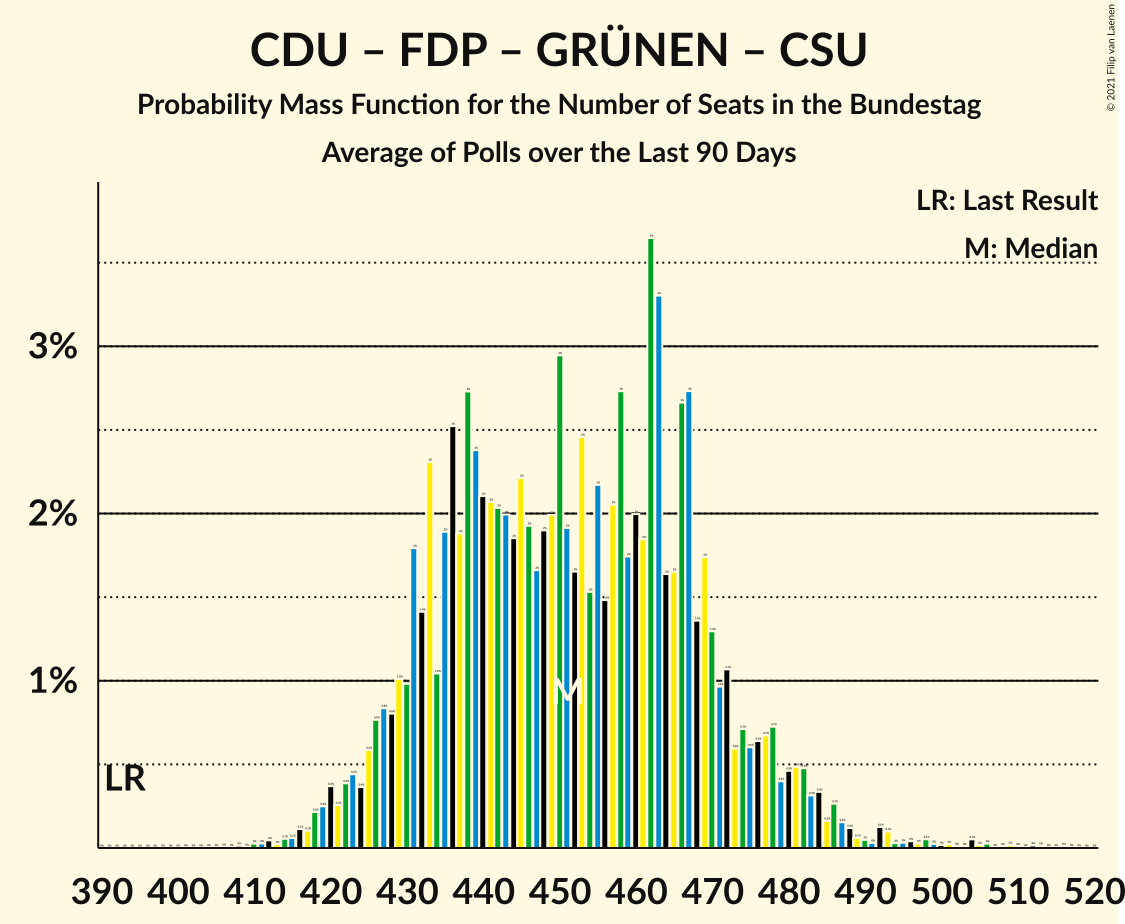 CDU – FDP – GRÜNEN – CSU
Probability Mass Function for the Number of Seats in the Bundestag
Average of Polls over the Last 90 Days
© 2021 Filip van Laenen
LR: Last Result
M: Median
3%
2%
1%
M
LR
390 400 410 420 430 440 450 460 470 480 490 500 510 520